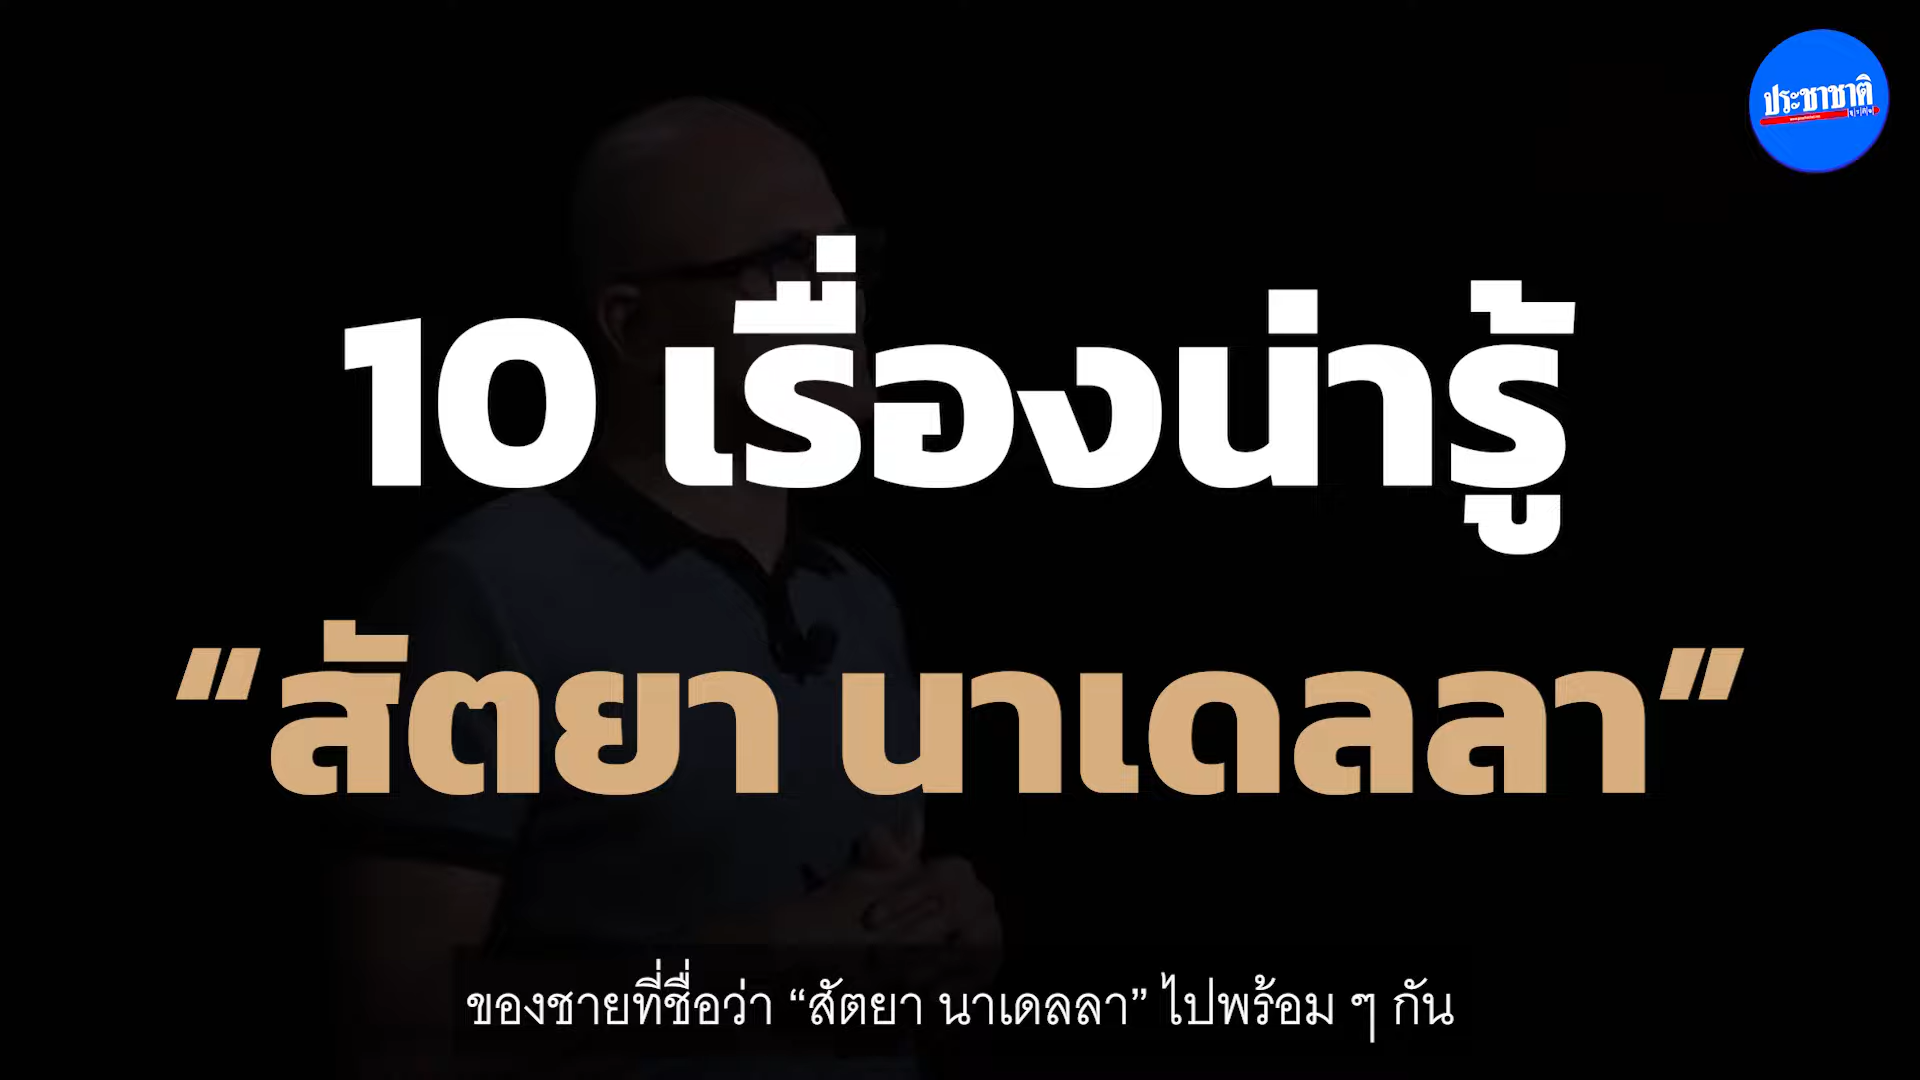 ประชาชาติ
10 เรื่องน่ารู้
“สัตยา นาเดลลา”
ของชายที่ชื่อว่า “สัตยา นาเดลลา” ไปพร้อม ๆ กัน